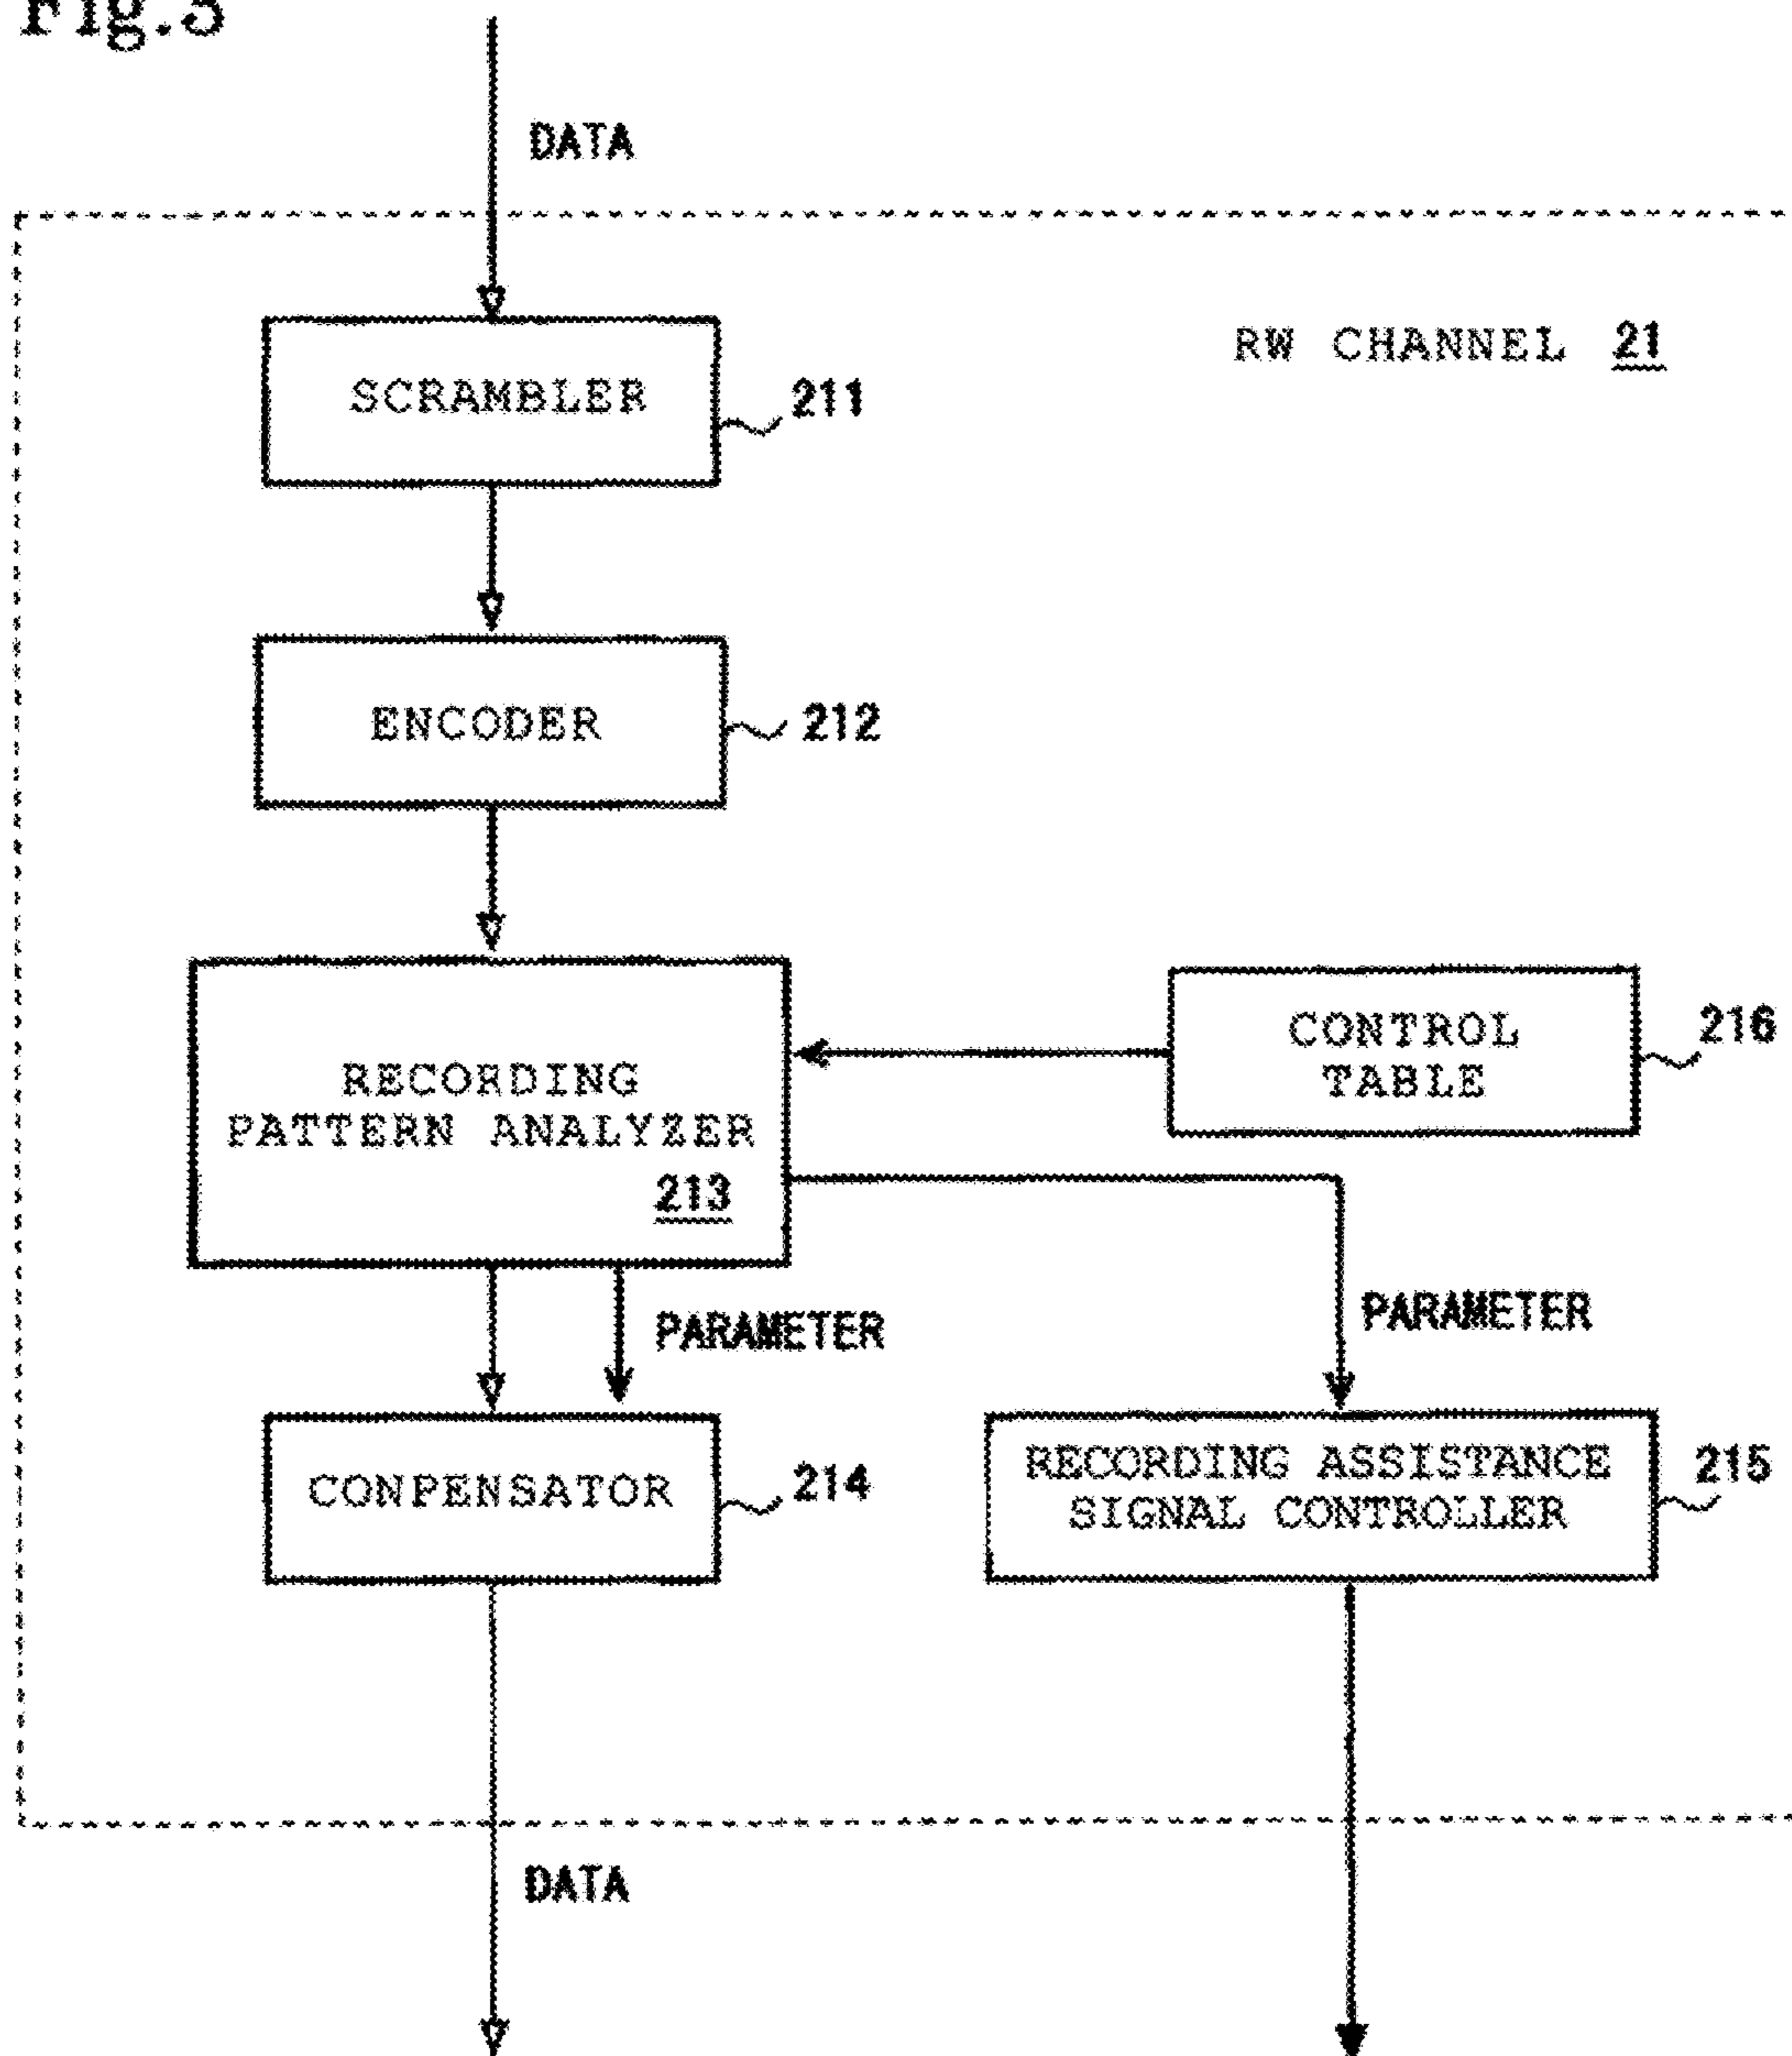 Fig.3
DATA
RW CHANNEL 21
SCRAMBLER
211
ENCODER
212
RECORDING
PATTERN ANALYZER
213
CONTROL
TABLE
216
PARAMETER
PARAMETER
CONPENSATOR
214
RECORDING ASSISTANCE
SIGNAL CONTROLLER
215
DATA